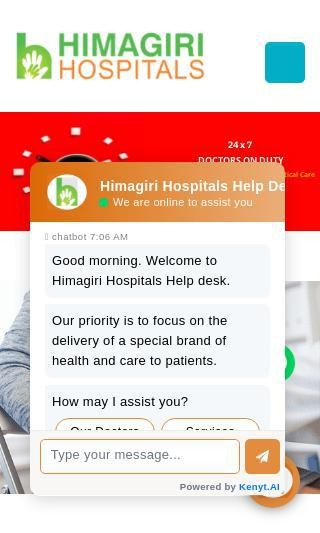 HIMAGIRI
HOSPITALS
24 x 7
DOCTORS ON DUTY
Care
Himagiri Hospitals Help De
We are online to assist you
chatbot 7:06 AM
Good morning. Welcome to
Himagiri Hospitals Help desk.
Our priority is to focus on the
delivery of a special brand of
health and care to patients.
How may I assist you?
Our Doctors Services
Type your message...
Powered by Kenyt.AI